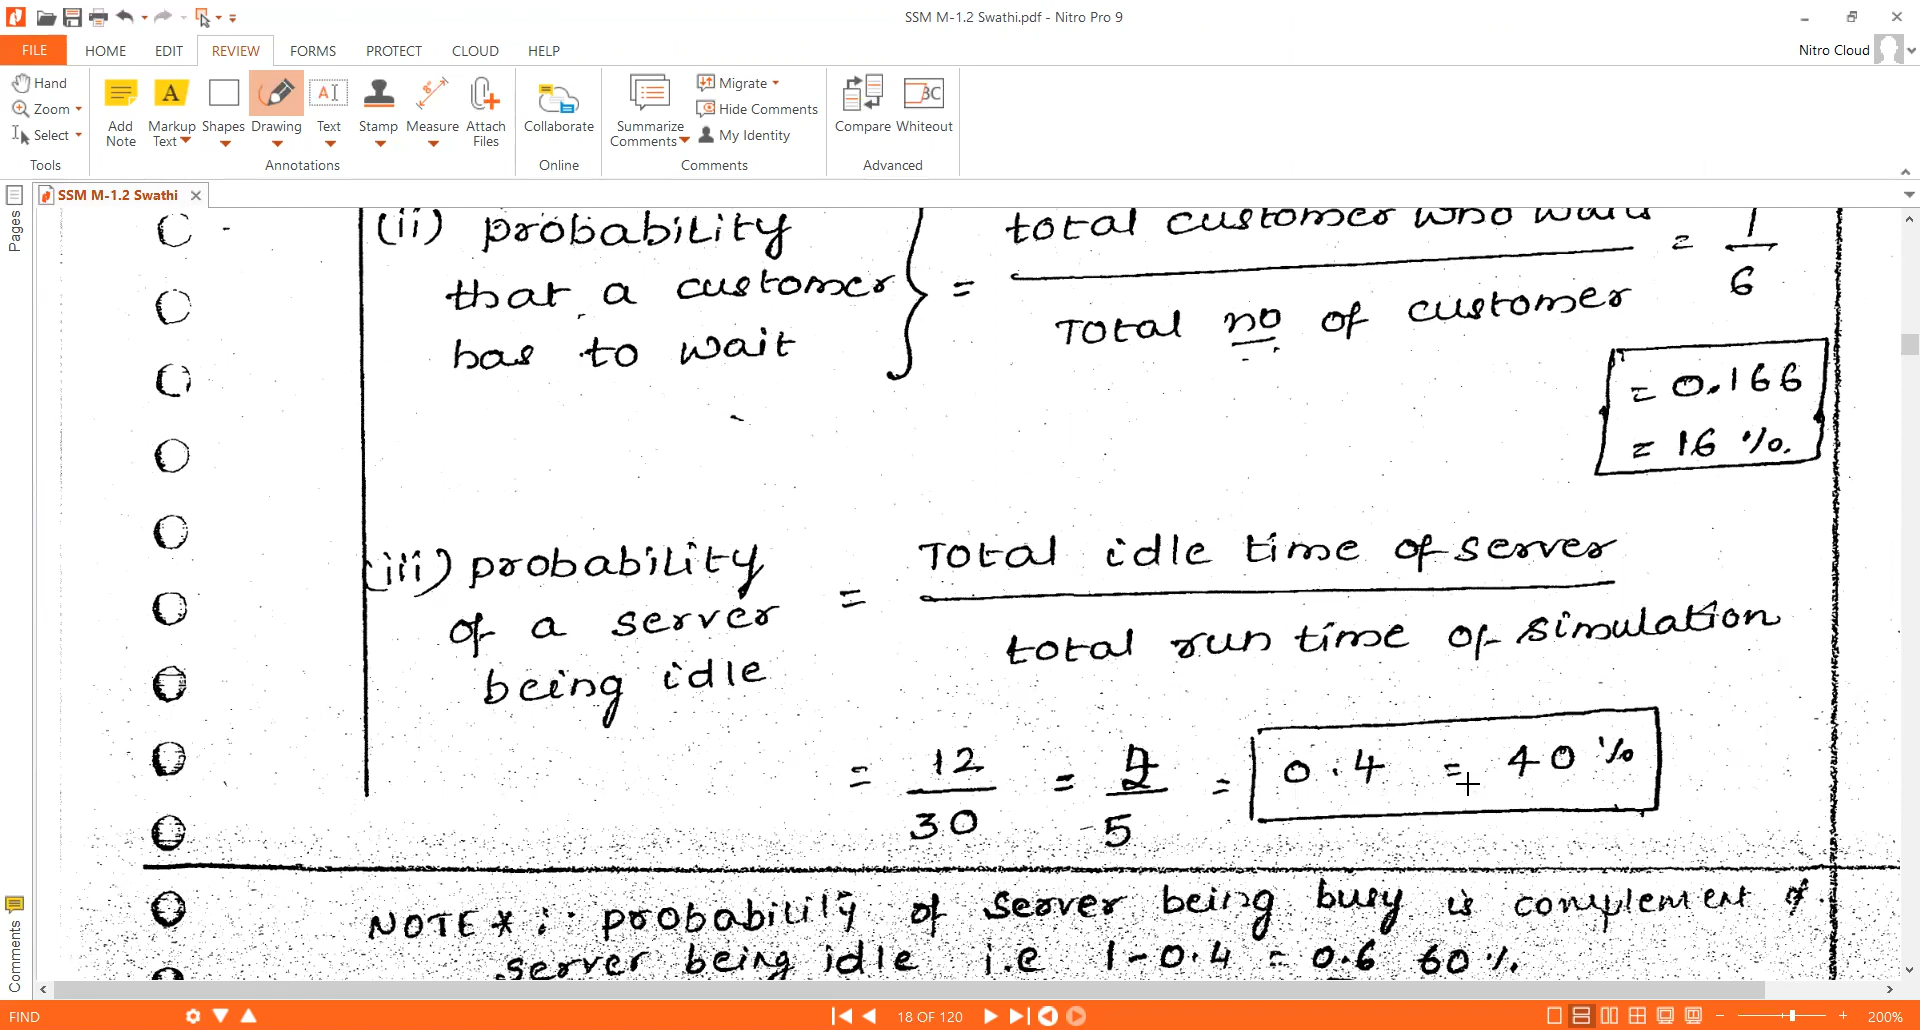 SSM M-1.2 Swathi.pdf - Nitro Pro 9
FILE HOME EDIT REVIEW FORMS PROTECT CLOUD HELP
Nitro Cloud
Hand
Zoom
Select
Tools
Add Note
Markup Text
Shapes
Drawing
Text
Stamp
Measure
Attach Files
Annotations
Collaborate
Online
Summarize Comments
Migrate
Hide Comments
My Identity
Comments
Compare
Whiteout
Advanced
SSM M-1.2 Swathi
Pages
(ii) probability total customer who waits = 1
that a customer = 6
has to wait Total no of customer
= 0.166
= 16 %.
(iii) probability Total idle time of server
of a server =
being idle total run time of simulation
= 12 = 2 = 0.4 = 40 %
30 5
NOTE * : probability of server being busy is complement of
server being idle i.e 1-0.4 = 0.6 60 %.
Comments
FIND
18 OF 120
200%